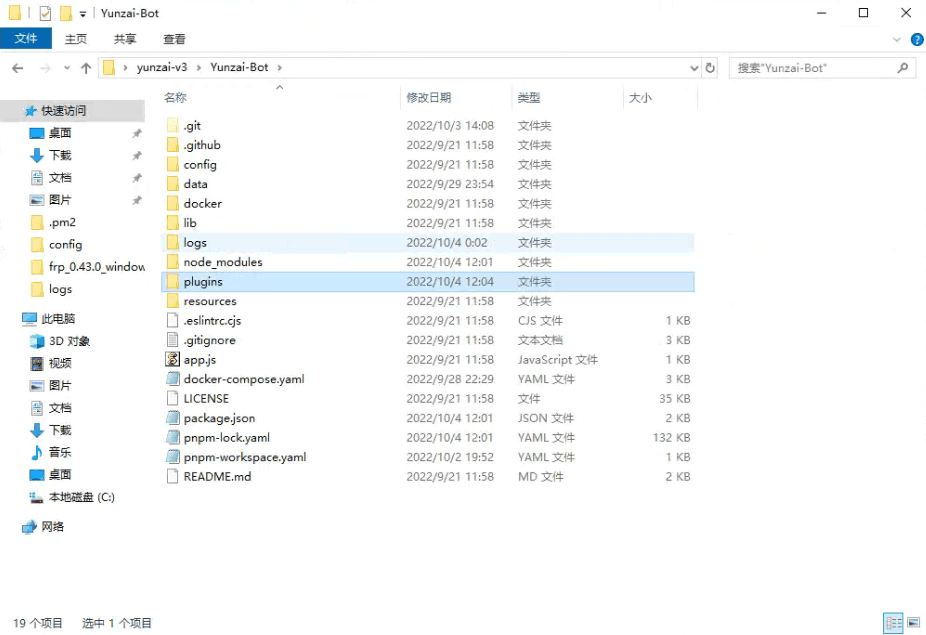 Yunzai-Bot
文件 主页 共享 查看
yunzai-v3 Yunzai-Bot 搜索"Yunzai-Bot"
名称 修改日期 类型 大小
快速访问
桌面
下载
文档
图片
.pm2
config
frp_0.43.0_window
logs
此电脑
3D 对象
视频
图片
文档
下载
音乐
桌面
本地磁盘 (C:)
网络
.git 2022/10/3 14:08 文件夹
.github 2022/9/21 11:58 文件夹
config 2022/9/21 11:58 文件夹
data 2022/9/29 23:54 文件夹
docker 2022/9/21 11:58 文件夹
lib 2022/9/21 11:58 文件夹
logs 2022/10/4 0:02 文件夹
node_modules 2022/10/4 12:01 文件夹
plugins 2022/10/4 12:04 文件夹
resources 2022/9/21 11:58 文件夹
.eslintrc.cjs 2022/9/21 11:58 CJS 文件 1 KB
.gitignore 2022/9/21 11:58 文本文档 3 KB
app.js 2022/9/21 11:58 JavaScript 文件 1 KB
docker-compose.yaml 2022/9/28 22:29 YAML 文件 3 KB
LICENSE 2022/9/21 11:58 文件 35 KB
package.json 2022/10/4 12:01 JSON 文件 2 KB
pnpm-lock.yaml 2022/10/4 12:01 YAML 文件 132 KB
pnpm-workspace.yaml 2022/10/2 19:52 YAML 文件 1 KB
README.md 2022/9/21 11:58 MD 文件 2 KB
19 个项目 选中 1 个项目